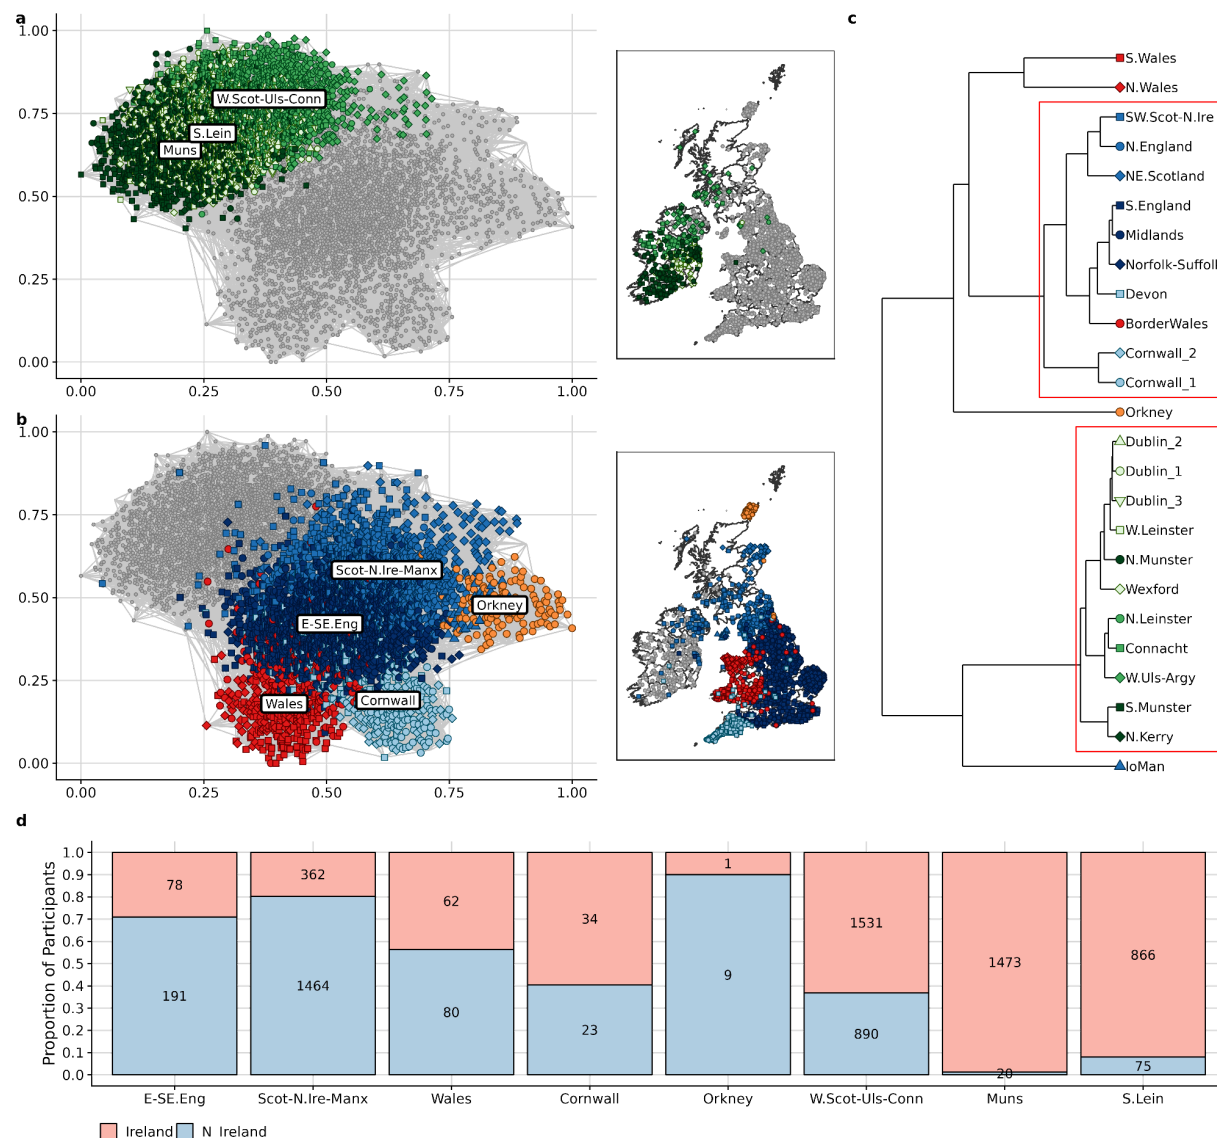 a
1.00
0.75
0.50
0.25
0.00
0.00 0.25 0.50 0.75 1.00
W.Scot-Uls-Conn
S.Lein
Muns
b
1.00
0.75
0.50
0.25
0.00
0.00 0.25 0.50 0.75 1.00
Scot-N.Ire-Manx
Orkney
E-SE.Eng
Wales
Cornwall
c
S.Wales
N.Wales
SW.Scot-N.Ire
N.England
NE.Scotland
S.England
Midlands
Norfolk-Suffolk
Devon
BorderWales
Cornwall_2
Cornwall_1
Orkney
Dublin_2
Dublin_1
Dublin_3
W.Leinster
N.Munster
Wexford
N.Leinster
Connacht
W.Uls-Argy
S.Munster
N.Kerry
IoMan
d
Proportion of Participants
1.0
0.9
0.8
0.7
0.6
0.5
0.4
0.3
0.2
0.1
0.0
78 362 62 34 1 1531 1473 866
191 1464 80 23 9 890 20 75
E-SE.Eng Scot-N.Ire-Manx Wales Cornwall Orkney W.Scot-Uls-Conn Muns S.Lein
Ireland N Ireland